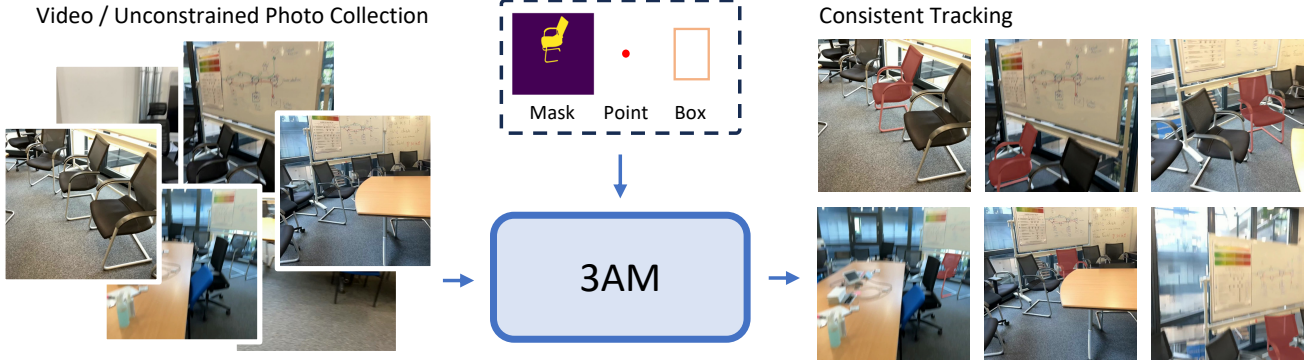 Video / Unconstrained Photo Collection
Mask Point Box
3AM
Consistent Tracking